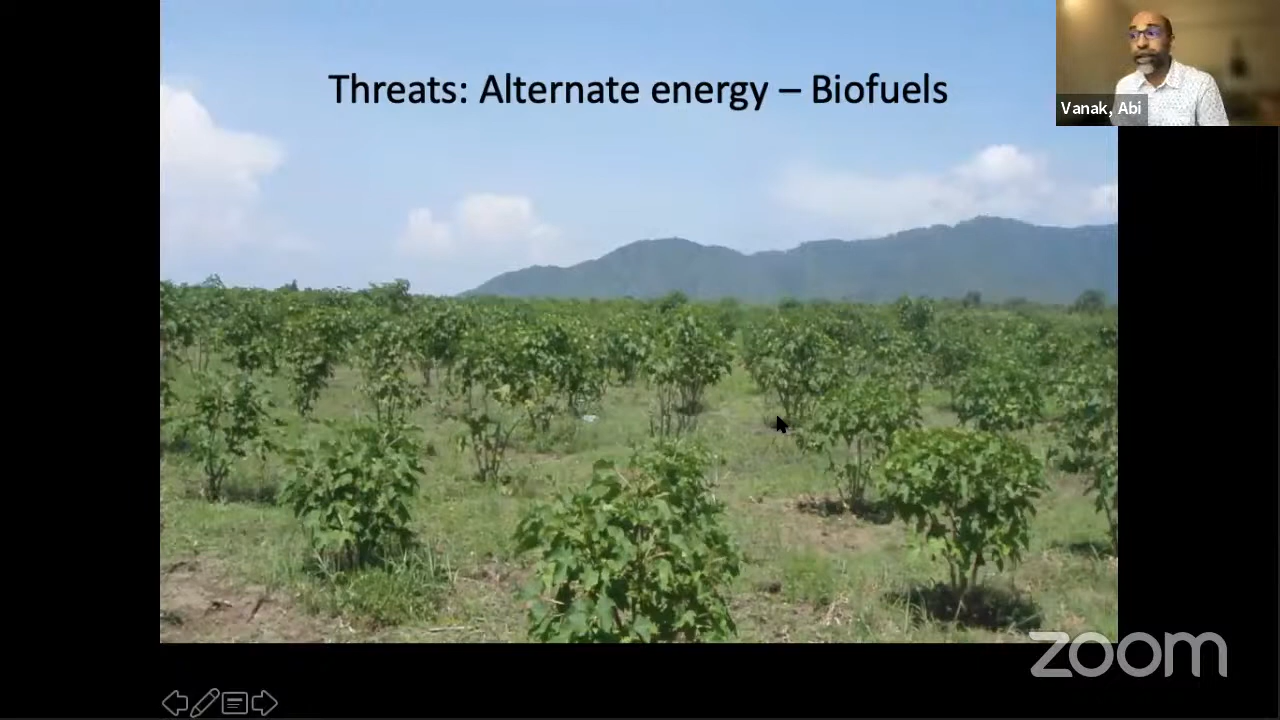 Threats: Alternate energy – Biofuels
Vanak, Abi
zoom